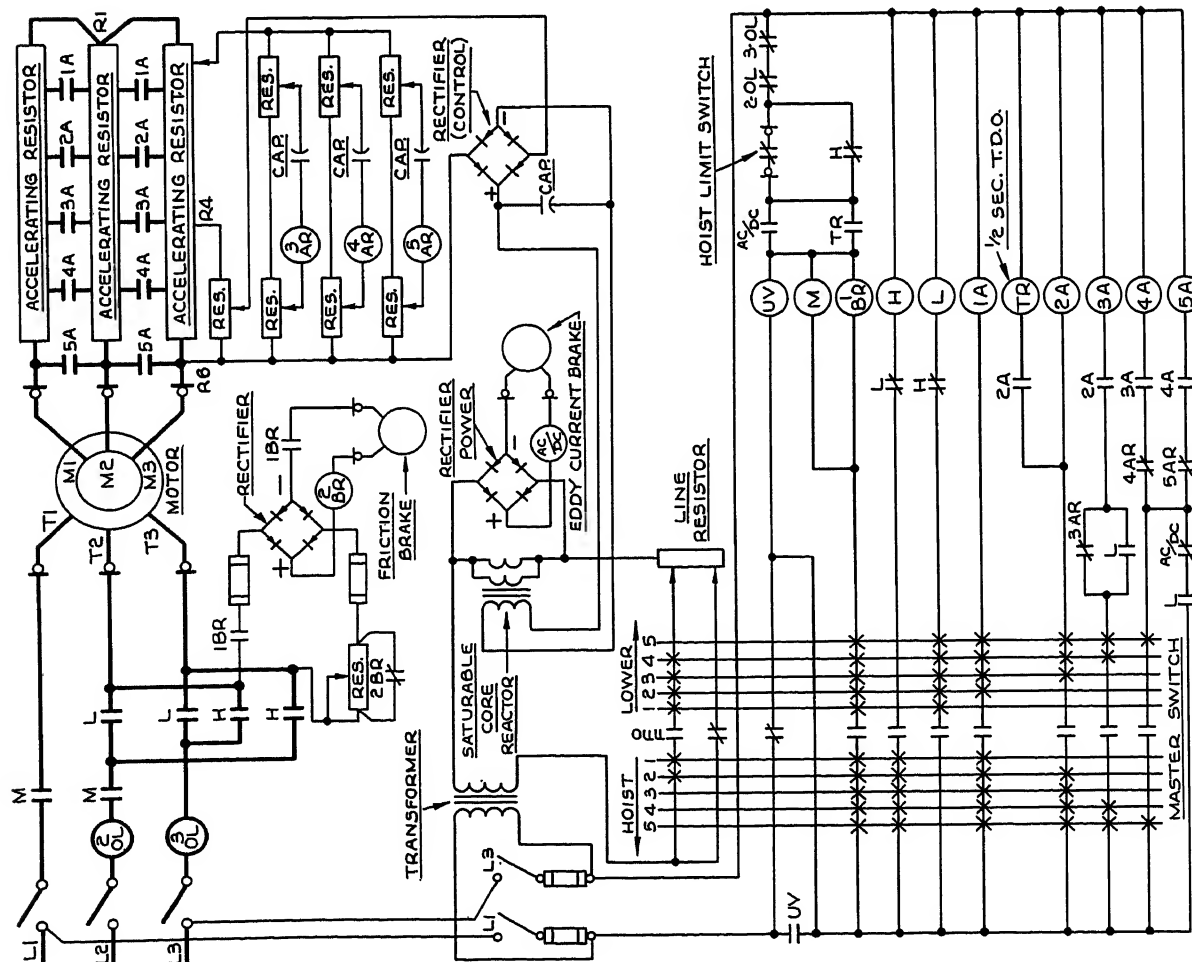 R1
ACCELERATING RESISTOR
1A
2A
3A
4A
5A
ACCELERATING RESISTOR
1A
2A
3A
4A
5A
ACCELERATING RESISTOR
R4
R6
RES.
RES.
RES.
RES.
RES.
RES.
RES.
CAP.
CAP.
CAP.
3 AR
4 AR
5 AR
RECTIFIER (CONTROL)
+
-
CAP.
M1
M2
M3
MOTOR
T1
T2
T3
RECTIFIER
-
+
1BR
2 BR
FRICTION BRAKE
1BR
RES.
2BR
L
L
H
H
M
M
2 OL
3 OL
L1
L2
L3
RECTIFIER POWER
-
+
AC/DC
EDDY CURRENT BRAKE
LINE RESISTOR
SATURABLE CORE REACTOR
TRANSFORMER
L3
L1
UV
HOIST LIMIT SWITCH
2·OL
3·OL
H
AC/DC
TR
1/2 SEC. T.D.O.
UV
M
1 BR
H
L
1A
TR
2A
3A
4A
5A
L
H
2A
2A
3A
4A
4AR
5AR
3AR
L
AC/DC
L
LOWER
5
4
3
2
1
OFF
HOIST
1
2
3
4
5
MASTER SWITCH